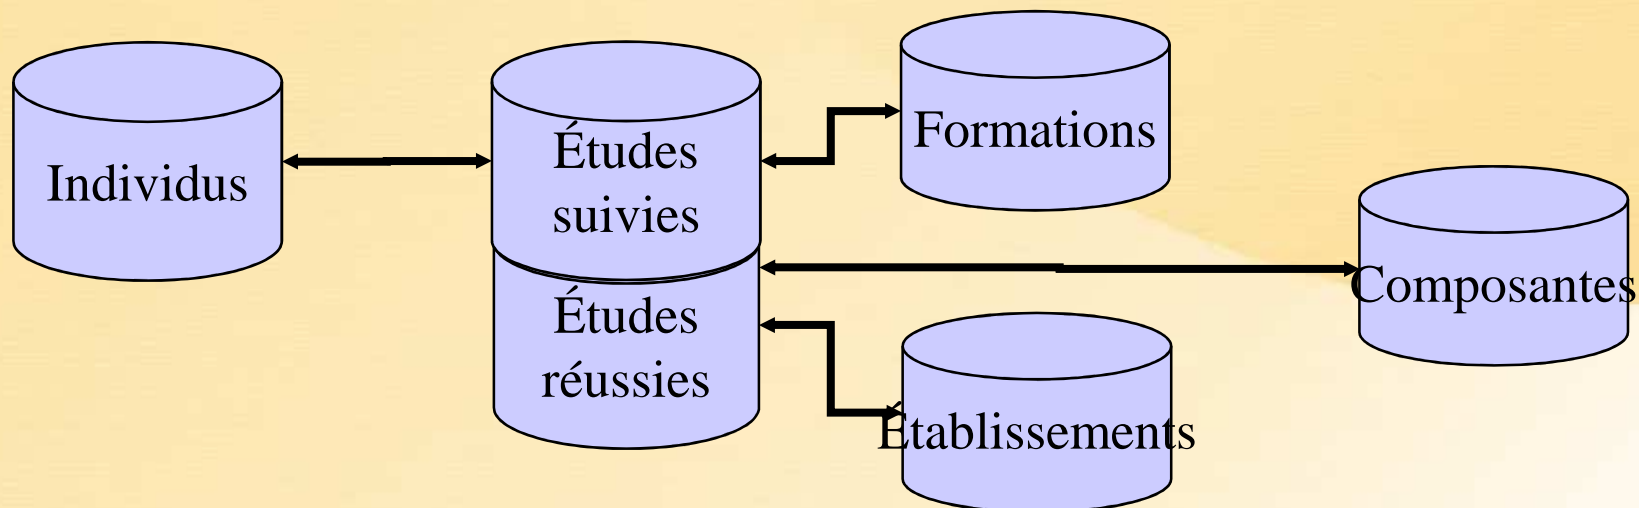 Individus
Études
suivies
Études
réussies
Formations
Composantes
Établissements